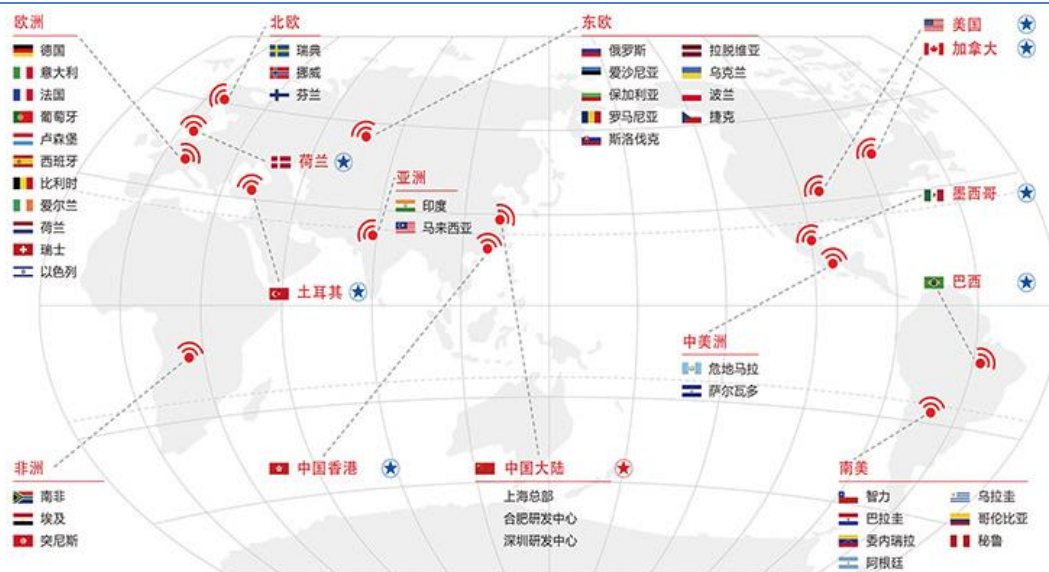 欧洲
德国
意大利
法国
葡萄牙
卢森堡
西班牙
比利时
爱尔兰
荷兰
瑞士
以色列
北欧
瑞典
挪威
芬兰
荷兰
土耳其
东欧
俄罗斯
爱沙尼亚
保加利亚
罗马尼亚
斯洛伐克
拉脱维亚
乌克兰
波兰
捷克
亚洲
印度
马来西亚
美国
加拿大
墨西哥
巴西
中美洲
危地马拉
萨尔瓦多
非洲
南非
埃及
突尼斯
中国香港
中国大陆
上海总部
合肥研发中心
深圳研发中心
南美
智力
巴拉圭
委内瑞拉
阿根廷
乌拉圭
哥伦比亚
秘鲁